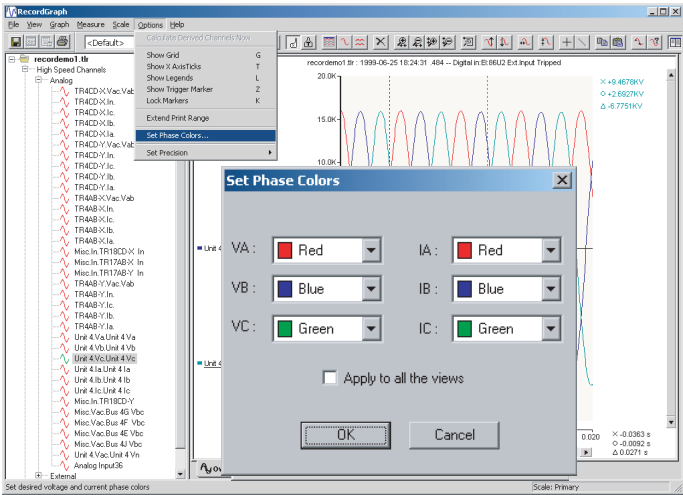 RecordGraph
File View Graph Measure Scale Options Help
<Default>
Calculate Derived Channels Now
Show Grid G
Show X AxisTicks T
Show Legends L
Show Trigger Marker Z
Lock Markers K
Extend Print Range
Set Phase Colors...
Set Precision
recordemo1.tlr
High Speed Channels
Analog
TR4CD-X.Vac.Vab
TR4CD-X.In.
TR4CD-X.Ic.
TR4CD-X.Ib.
TR4CD-X.Ia.
TR4CD-Y.Vac.Vab
TR4CD-Y.In.
TR4CD-Y.Ic.
TR4CD-Y.Ib.
TR4CD-Y.Ia.
TR4AB-X.Vac.Vab
TR4AB-X.In.
TR4AB-X.Ic.
TR4AB-X.Ib.
TR4AB-X.Ia.
Misc.In.TR18CD-X In
Misc.In.TR17AB-X In
Misc.In.TR17AB-Y In
TR4AB-Y.Vac.Vab
TR4AB-Y.In.
TR4AB-Y.Ic.
TR4AB-Y.Ib.
TR4AB-Y.Ia.
Unit 4.Va.Unit 4 Va
Unit 4.Vb.Unit 4 Vb
Unit 4.Vc.Unit 4 Vc
Unit 4.Ia.Unit 4 Ia
Unit 4.Ib.Unit 4 Ib
Unit 4.Ic.Unit 4 Ic
Misc.In.TR18CD-Y
Misc.Vac.Bus 4G Vbc
Misc.Vac.Bus 4F Vbc
Misc.Vac.Bus 4E Vbc
Misc.Vac.Bus 4J Vbc
Unit 4.Vac.Unit 4 Vn
Analog Input36
External
recordemo1.tlr : 1999-06-25 18:24:31 .484 -- Digital in:El:86U2 Ext.Input Tripped
20.0K
15.0K
10.0K
X +9.4678KV
O +2.6927KV
Δ -6.7751KV
Unit 4
Unit 4
Set Phase Colors
VA : Red IA : Red
VB : Blue IB : Blue
VC : Green IC : Green
Apply to all the views
OK Cancel
0.020
X -0.0363 s
O -0.0092 s
Δ 0.0271 s
Set desired voltage and current phase colors
Scale: Primary